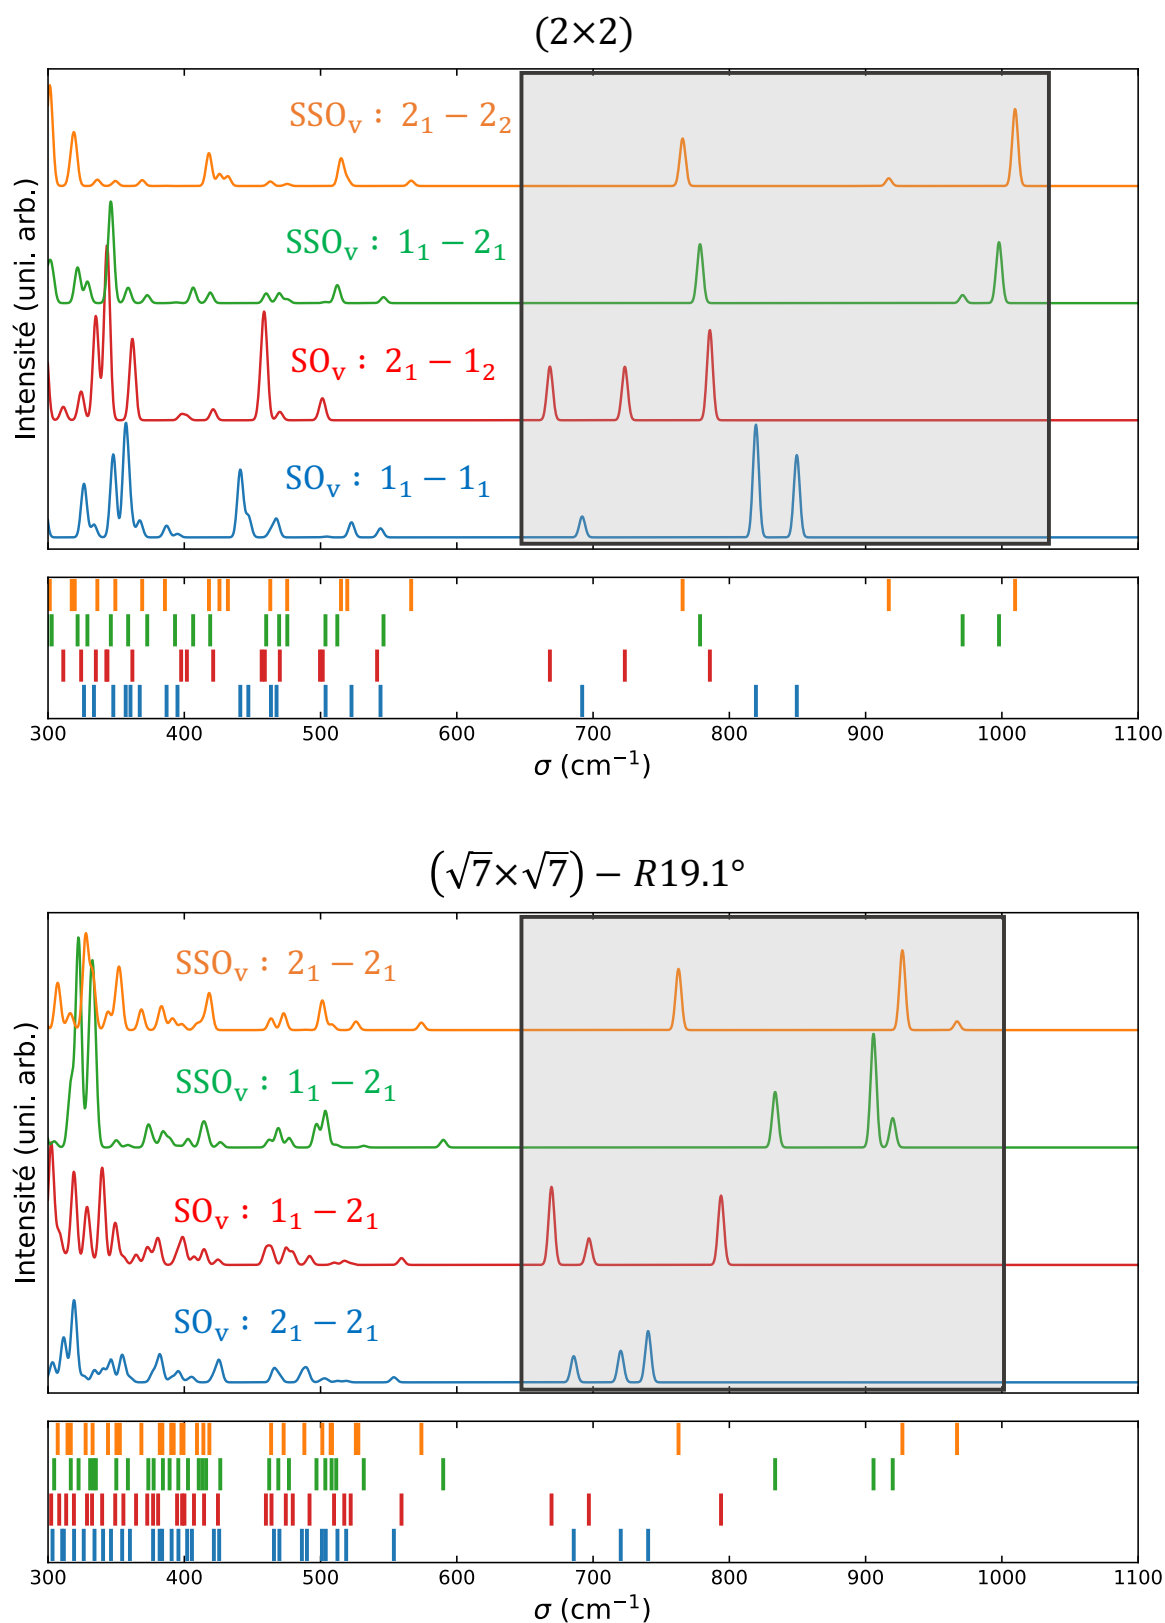 (2×2)
SSOᵥ : 2₁ − 2₂
SSOᵥ : 1₁ − 2₁
SOᵥ : 2₁ − 1₂
SOᵥ : 1₁ − 1₁
Intensité (uni. arb.)
300 400 500 600 700 800 900 1000 1100
σ (cm⁻¹)
(√7×√7) − R19.1°
SSOᵥ : 2₁ − 2₁
SSOᵥ : 1₁ − 2₁
SOᵥ : 1₁ − 2₁
SOᵥ : 2₁ − 2₁
Intensité (uni. arb.)
300 400 500 600 700 800 900 1000 1100
σ (cm⁻¹)